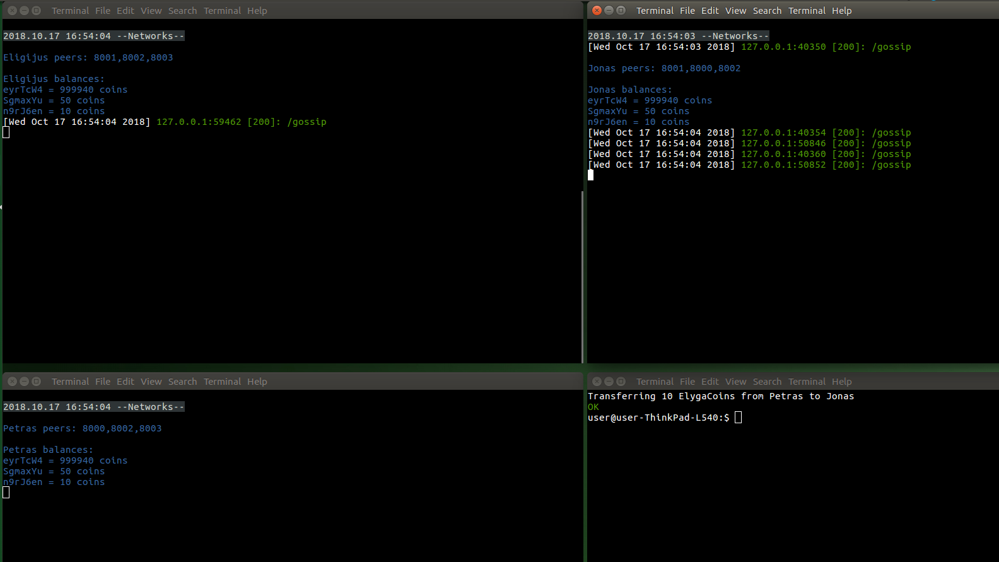 Terminal File Edit View Search Terminal Help
2018.10.17 16:54:04 --Networks--
Eligijus peers: 8001,8002,8003
Eligijus balances:
eyrTcW4 = 999940 coins
SgmaxYu = 50 coins
n9rJ6en = 10 coins
[Wed Oct 17 16:54:04 2018] 127.0.0.1:59462 [200]: /gossip
Terminal File Edit View Search Terminal Help
2018.10.17 16:54:03 --Networks--
[Wed Oct 17 16:54:03 2018] 127.0.0.1:40350 [200]: /gossip
Jonas peers: 8001,8000,8002
Jonas balances:
eyrTcW4 = 999940 coins
SgmaxYu = 50 coins
n9rJ6en = 10 coins
[Wed Oct 17 16:54:04 2018] 127.0.0.1:40354 [200]: /gossip
[Wed Oct 17 16:54:04 2018] 127.0.0.1:50846 [200]: /gossip
[Wed Oct 17 16:54:04 2018] 127.0.0.1:40360 [200]: /gossip
[Wed Oct 17 16:54:04 2018] 127.0.0.1:50852 [200]: /gossip
Terminal File Edit View Search Terminal Help
2018.10.17 16:54:04 --Networks--
Petras peers: 8000,8002,8003
Petras balances:
eyrTcW4 = 999940 coins
SgmaxYu = 50 coins
n9rJ6en = 10 coins
Terminal File Edit View Search Terminal Help
Transferring 10 ElygaCoins from Petras to Jonas
OK
user@user-ThinkPad-L540:$